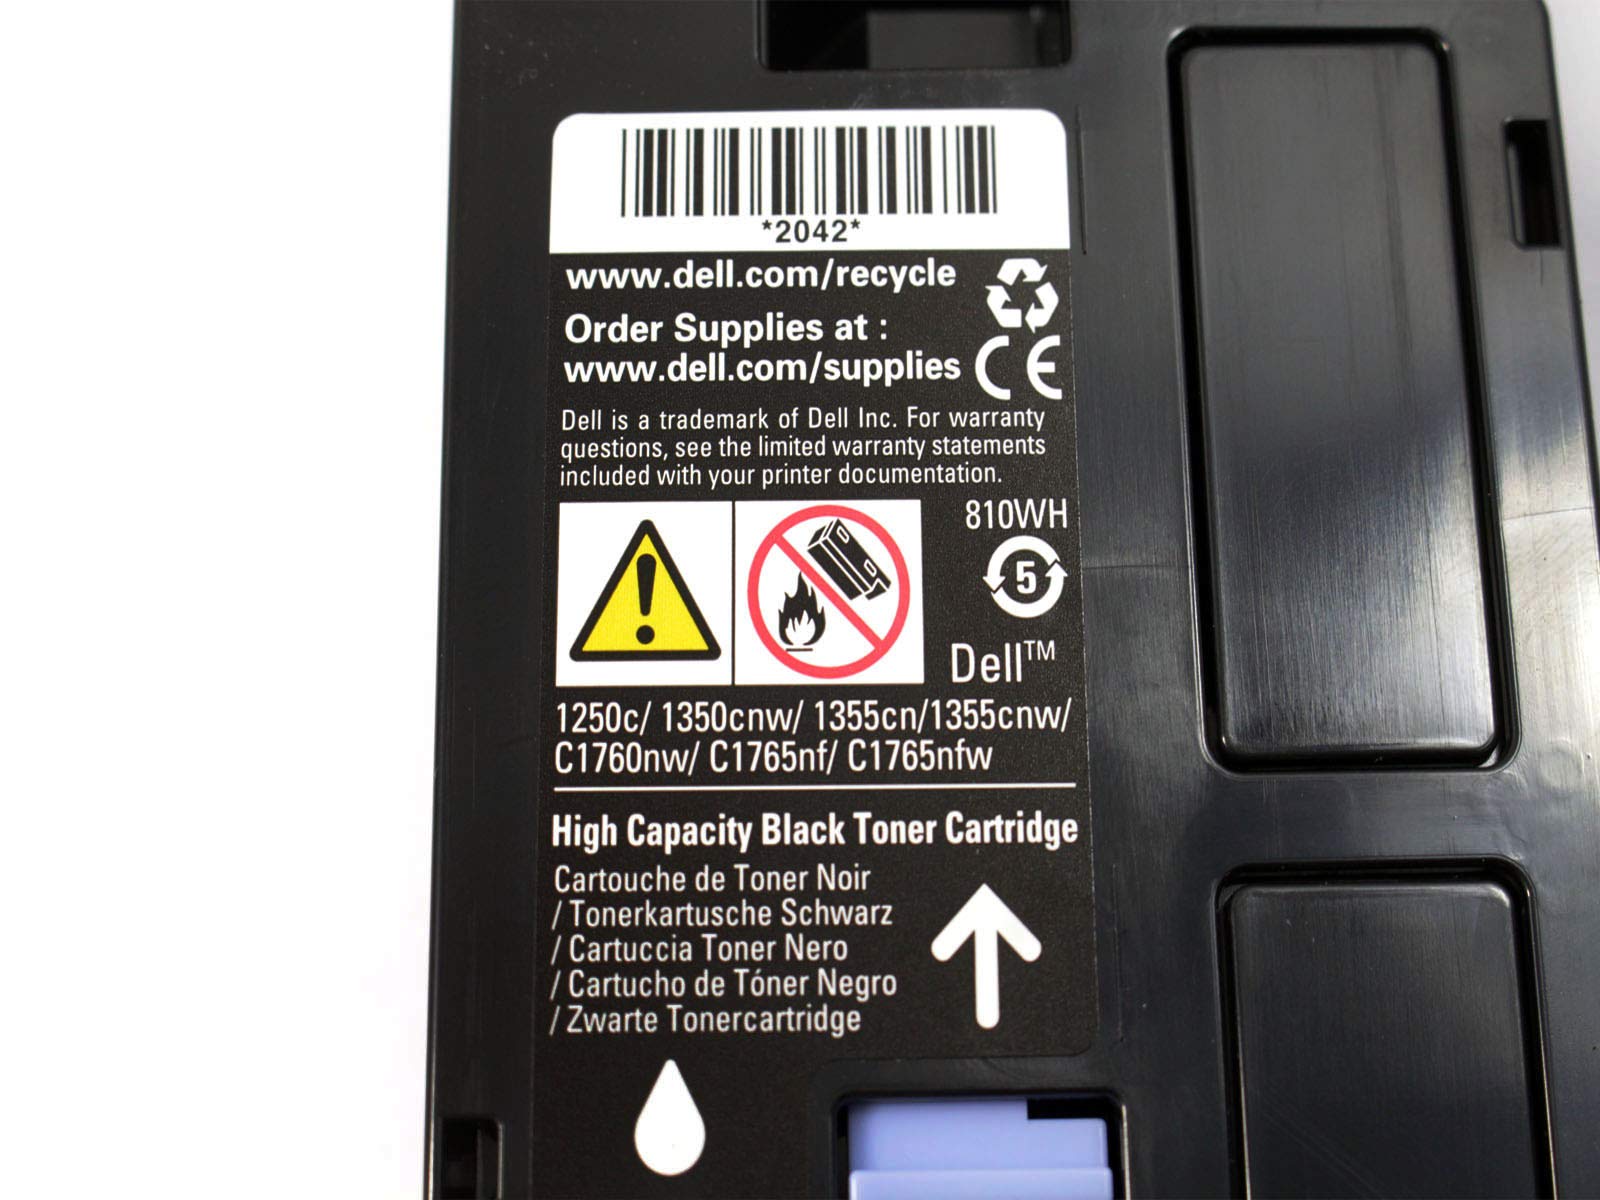 *2042*
www.dell.com/recycle
Order Supplies at :
www.dell.com/supplies
CE
Dell is a trademark of Dell Inc. For warranty
questions, see the limited warranty statements
included with your printer documentation.
810WH
5
Dell™
1250c/ 1350cnw/ 1355cn/1355cnw/
C1760nw/ C1765nf/ C1765nfw
High Capacity Black Toner Cartridge
Cartouche de Toner Noir
/ Tonerkartusche Schwarz
/ Cartuccia Toner Nero
/ Cartucho de Tóner Negro
/ Zwarte Tonercartridge